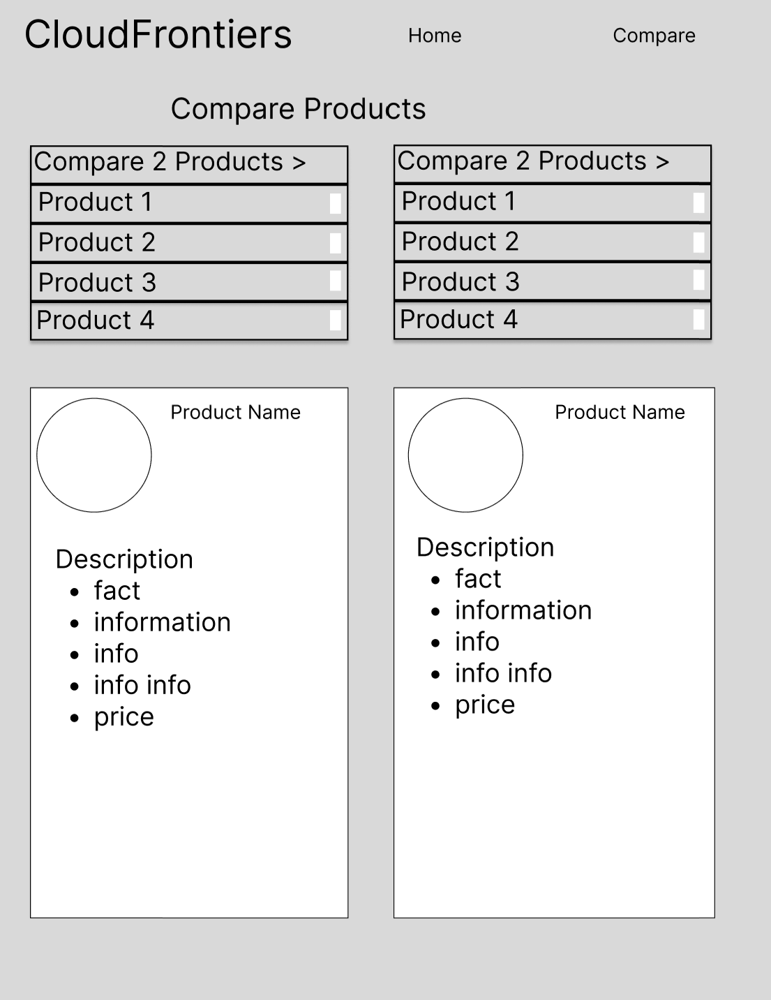 CloudFrontiers
Home
Compare
Compare Products
Compare 2 Products >
Product 1
Product 2
Product 3
Product 4
Compare 2 Products >
Product 1
Product 2
Product 3
Product 4
Product Name
Description
• fact
• information
• info
• info info
• price
Product Name
Description
• fact
• information
• info
• info info
• price